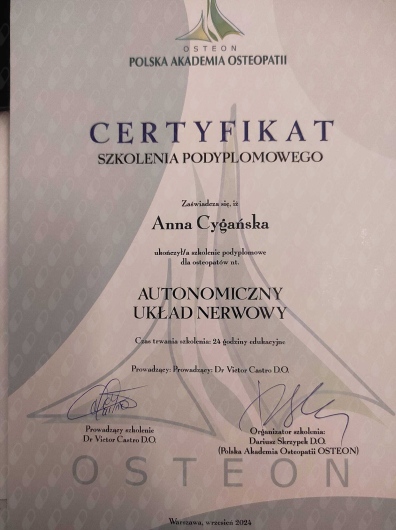 OSTEON
POLSKA AKADEMIA OSTEOPATII
CERTYFIKAT
SZKOLENIA PODYPLOMOWEGO
Zaświadcza się, iż
Anna Cygańska
ukończył/a szkolenie podyplomowe
dla osteopatów nt.
AUTONOMICZNY
UKŁAD NERWOWY
Czas trwania szkolenia: 24 godziny edukacyjne
Prowadzący: Prowadzący: Dr Victor Castro D.O.
Prowadzący szkolenie
Dr Victor Castro D.O.
Organizator szkolenia:
Dariusz Skrzypek D.O.
(Polska Akademia Osteopatii OSTEON)
OSTEON
Warszawa, wrzesień 2024